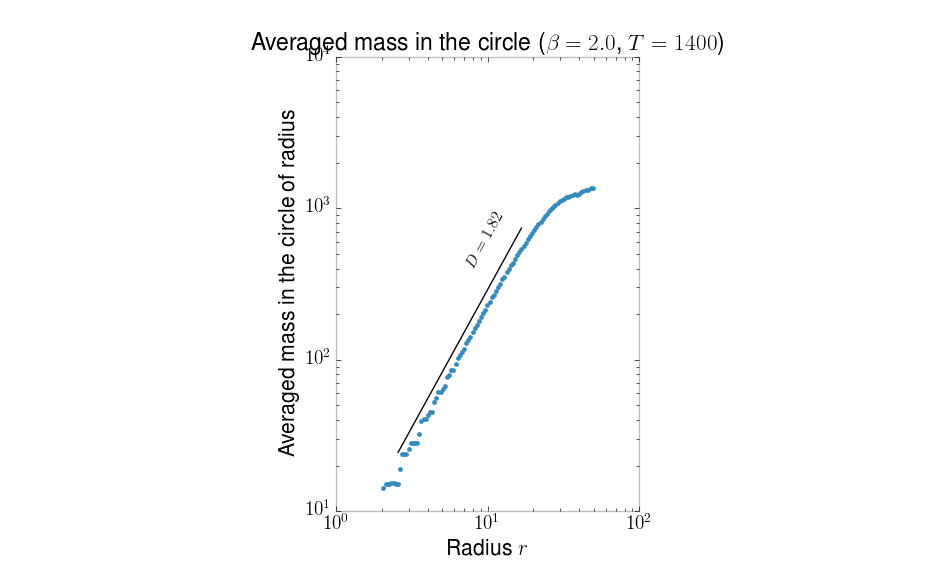 Averaged mass in the circle (β = 2.0, T = 1400)
10⁴
Averaged mass in the circle of radius
10³
D = 1.82
10²
10¹
10⁰
10¹
10²
Radius r